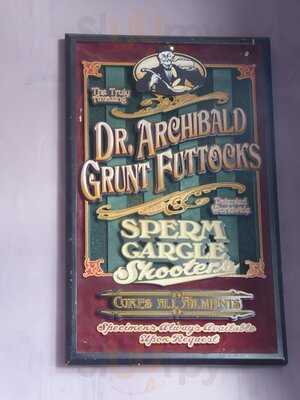 The Truly
Amazing
DR. ARCHIBALD
GRUNT FUTTOCKS
Patented
SPERM
GARGLE
Shooters
CURES ALL AILMENTS
Specimens Always Available
Upon Request